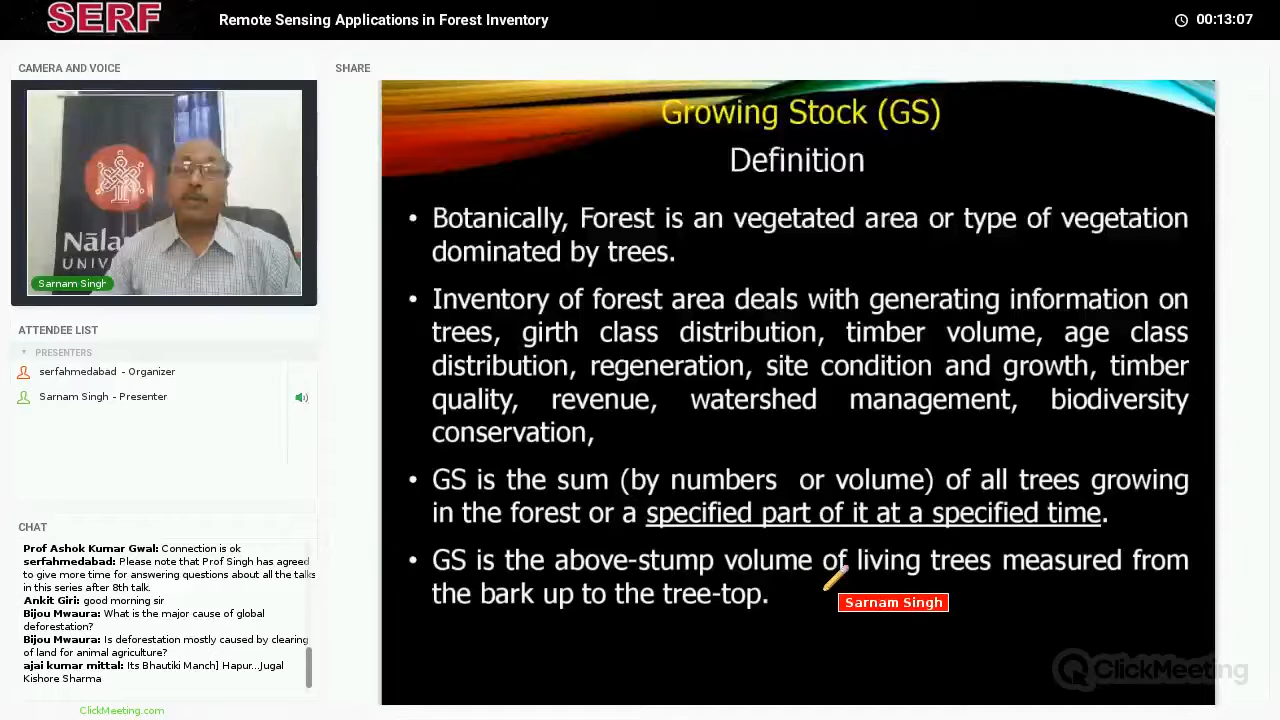 SERF
Remote Sensing Applications in Forest Inventory
00:13:07
CAMERA AND VOICE
SHARE
Sarnam Singh
ATTENDEE LIST
PRESENTERS
serfahmedabad - Organizer
Sarnam Singh - Presenter
CHAT
Prof Ashok Kumar Gwal: Connection is ok
serfahmedabad: Please note that Prof Singh has agreed
to give more time for answering questions about all the talks
in this series after 8th talk.
Ankit Giri: good morning sir
Bijou Mwaura: What is the major cause of global
deforestation?
Bijou Mwaura: Is deforestation mostly caused by clearing
of land for animal agriculture?
ajai kumar mittal: Its Bhautiki Manch] Hapur...Jugal
Kishore Sharma
ClickMeeting.com
Growing Stock (GS)
Definition
• Botanically, Forest is an vegetated area or type of vegetation
dominated by trees.
• Inventory of forest area deals with generating information on
trees, girth class distribution, timber volume, age class
distribution, regeneration, site condition and growth, timber
quality, revenue, watershed management, biodiversity
conservation,
• GS is the sum (by numbers or volume) of all trees growing
in the forest or a specified part of it at a specified time.
• GS is the above-stump volume of living trees measured from
the bark up to the tree-top.
Sarnam Singh
ClickMeeting